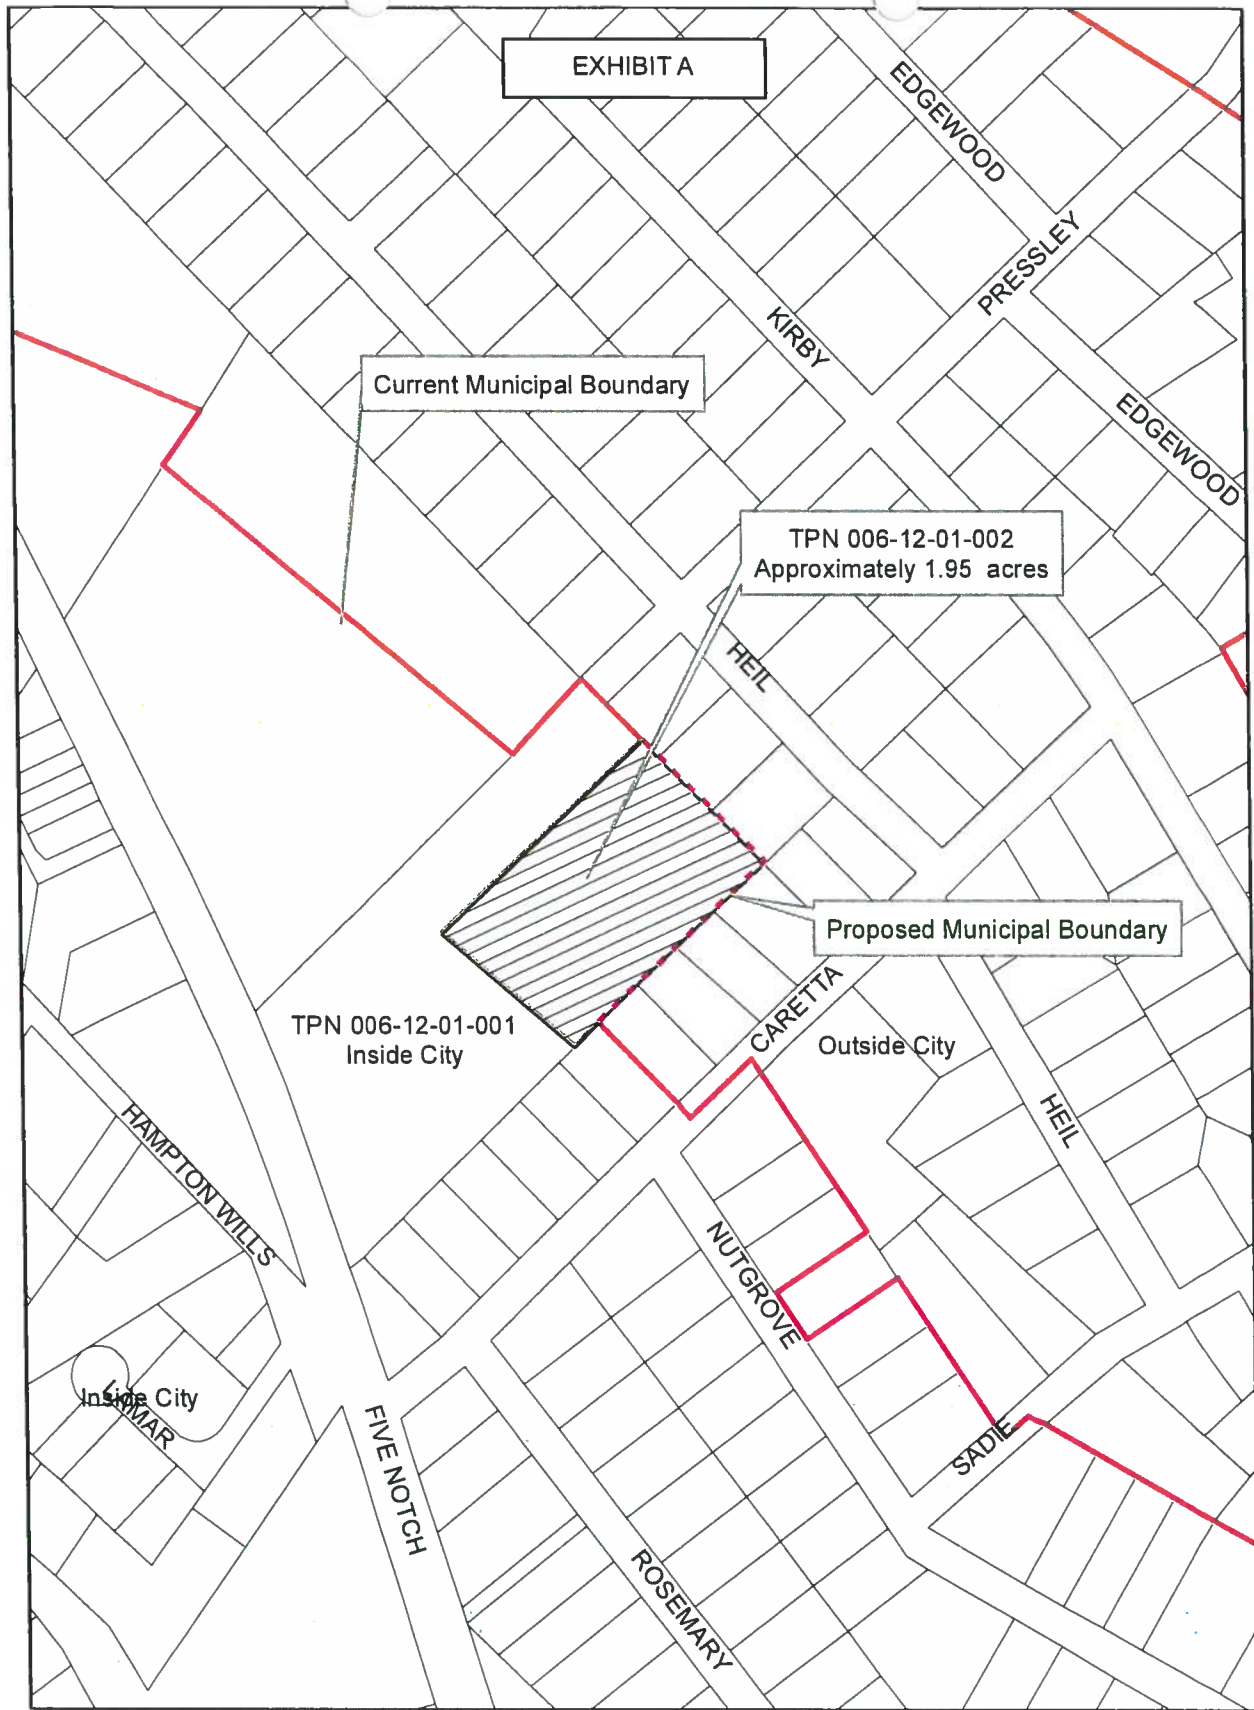 EXHIBIT A
EDGEWOOD
PRESSLEY
KIRBY
Current Municipal Boundary
EDGEWOOD
TPN 006-12-01-002
Approximately 1.95 acres
HEIL
Proposed Municipal Boundary
CARETTA
TPN 006-12-01-001
Inside City
Outside City
HEIL
HAMPTON WILLS
NUTGROVE
Inside City
SADIE
FIVE NOTCH
ROSEMARY